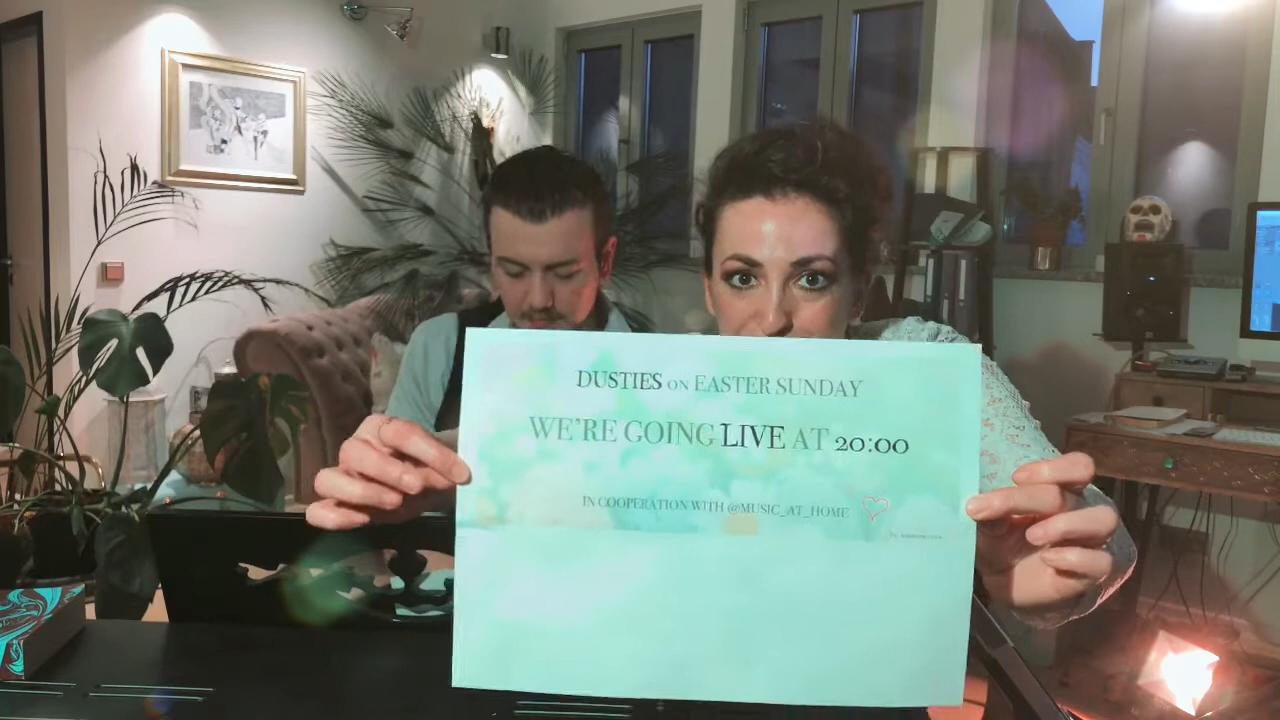 DUSTIES ON EASTER SUNDAY
WE'RE GOING LIVE AT 20:00
IN COOPERATION WITH @MUSIC_AT_HOME